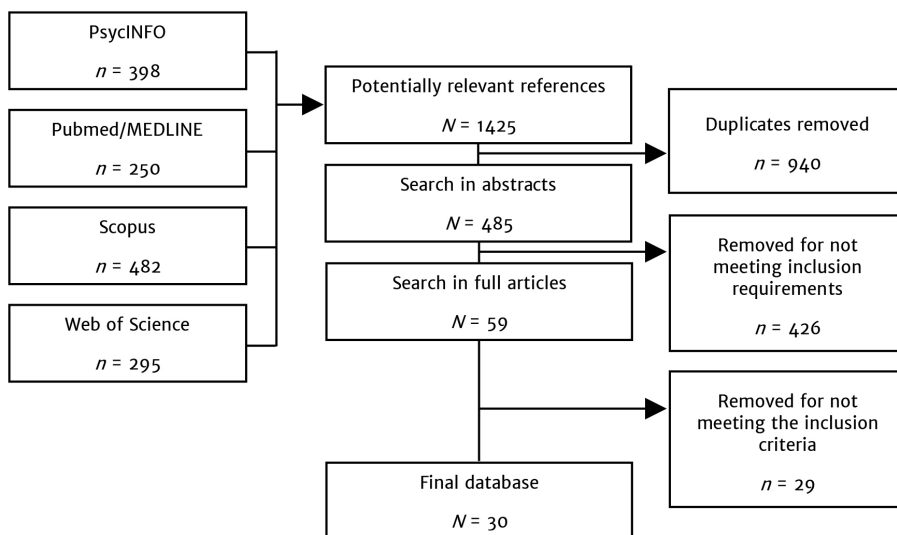 PsycINFO
n = 398
Pubmed/MEDLINE
n = 250
Scopus
n = 482
Web of Science
n = 295
Potentially relevant references
N = 1425
Duplicates removed
n = 940
Search in abstracts
N = 485
Removed for not
meeting inclusion
requirements
n = 426
Search in full articles
N = 59
Removed for not
meeting the inclusion
criteria
n = 29
Final database
N = 30